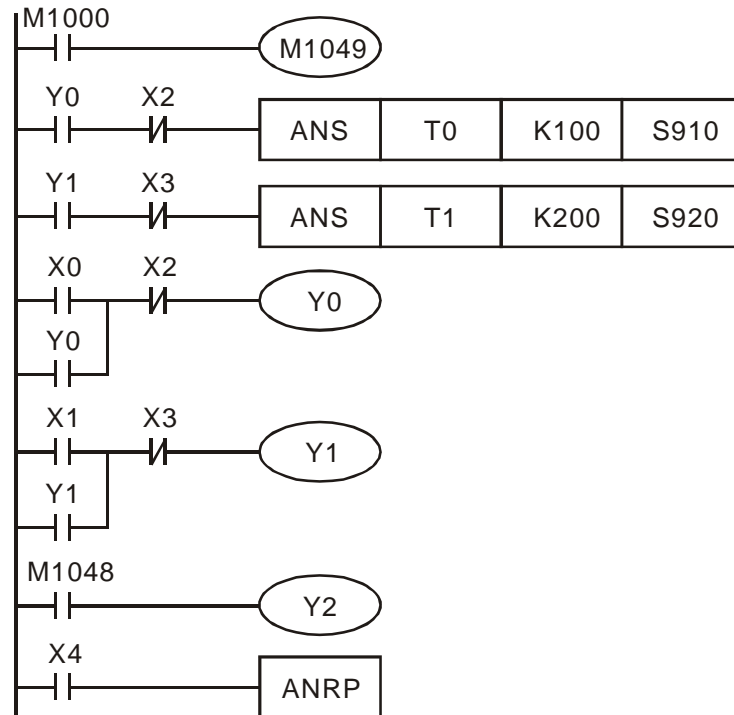 M1000
M1049
Y0 X2
ANS T0 K100 S910
Y1 X3
ANS T1 K200 S920
X0 X2
Y0
Y0
X1 X3
Y1
Y1
M1048
Y2
X4
ANRP